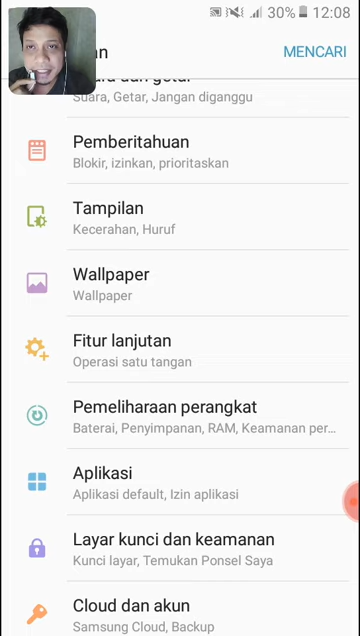 30% 12:08
an
MENCARI
Suara, Getar, Jangan diganggu
Pemberitahuan
Blokir, izinkan, prioritaskan
Tampilan
Kecerahan, Huruf
Wallpaper
Wallpaper
Fitur lanjutan
Operasi satu tangan
Pemeliharaan perangkat
Baterai, Penyimpanan, RAM, Keamanan per...
Aplikasi
Aplikasi default, Izin aplikasi
Layar kunci dan keamanan
Kunci layar, Temukan Ponsel Saya
Cloud dan akun
Samsung Cloud, Backup